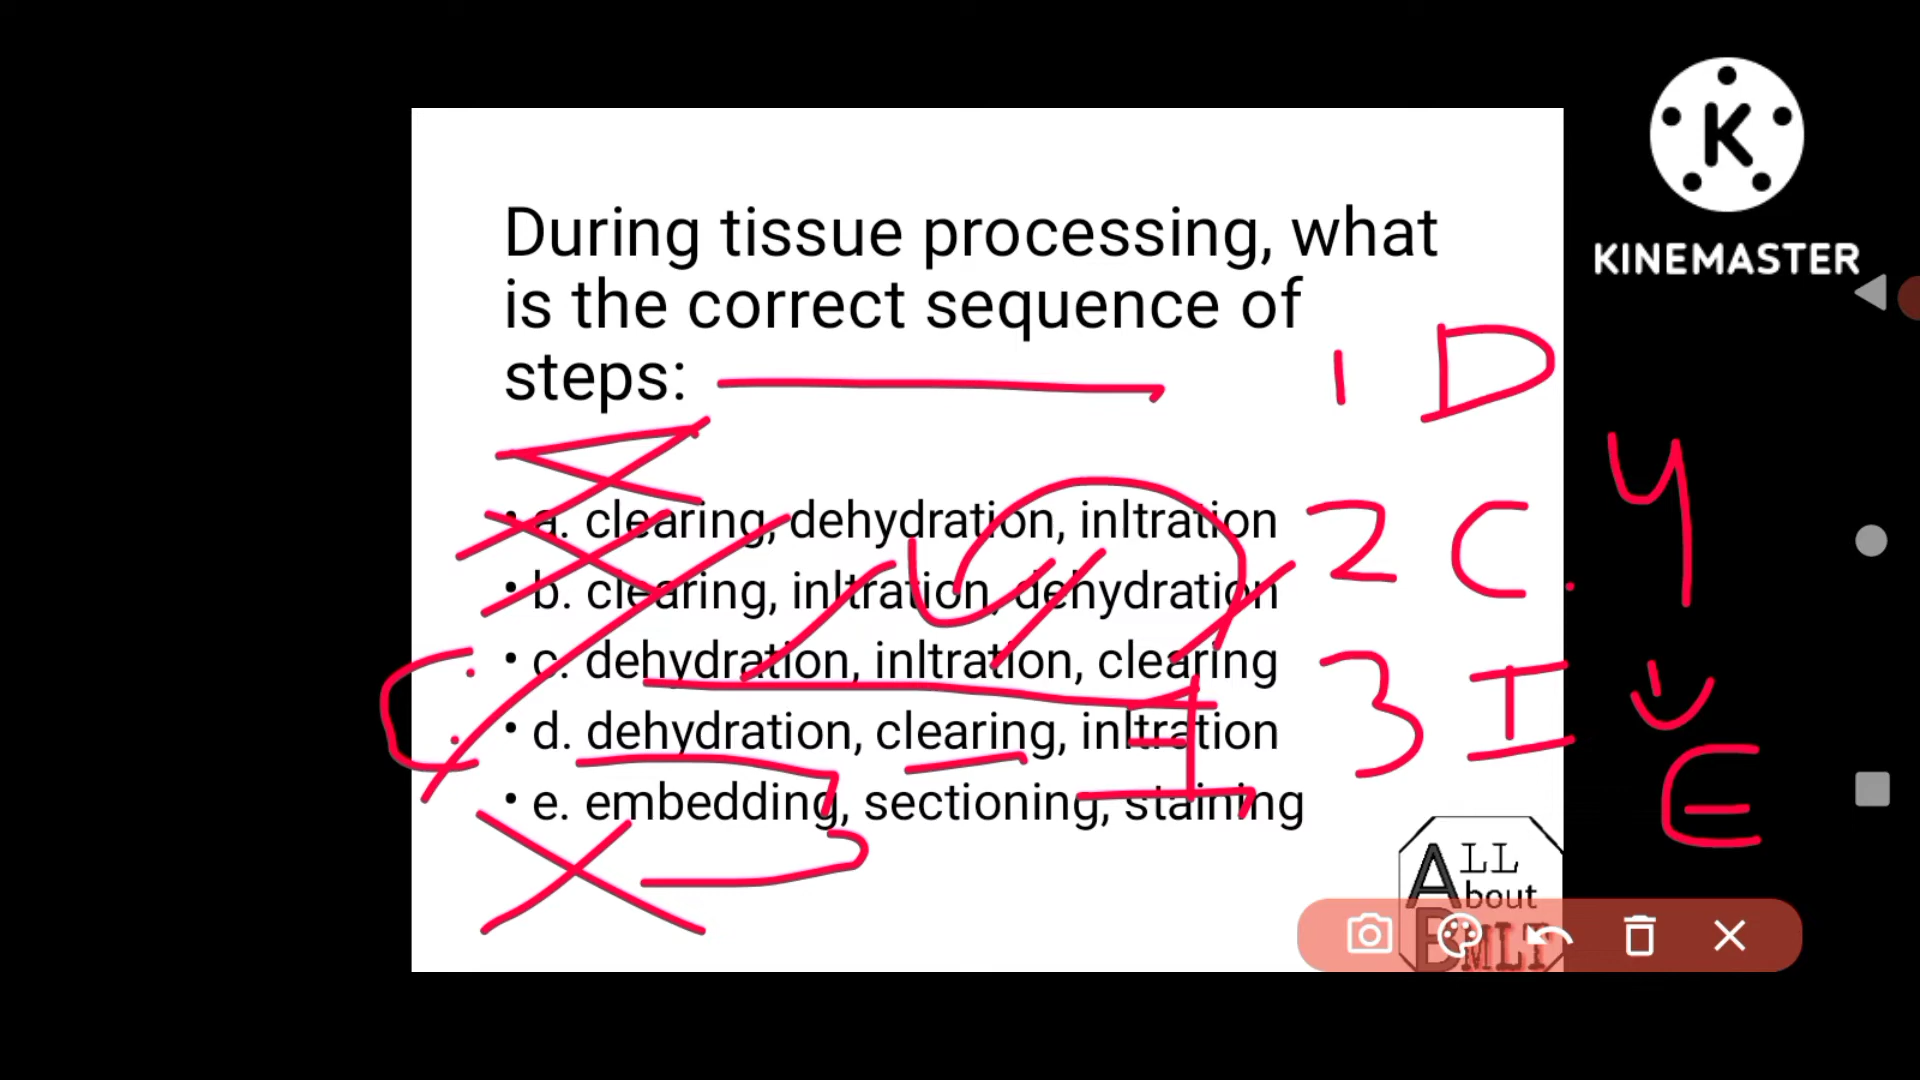 During tissue processing, what
is the correct sequence of
steps:
• a. clearing, dehydration, inltration
• b. clearing, inltration, dehydration
• c. dehydration, inltration, clearing
• d. dehydration, clearing, inltration
• e. embedding, sectioning, staining
1 D
2 C.
3 I
4
E
C
KINEMASTER
ALL
About
BMLT